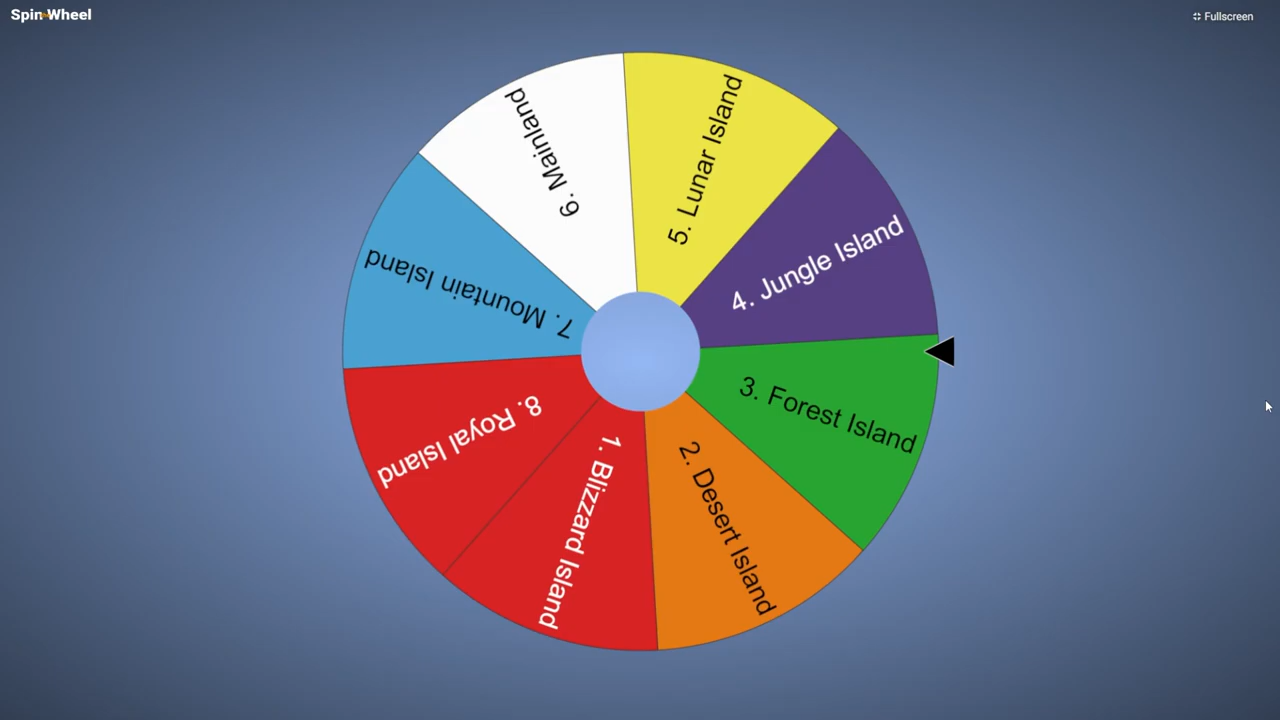 Spin the Wheel
Fullscreen
1. Blizzard Island
2. Desert Island
3. Forest Island
4. Jungle Island
5. Lunar Island
6. Mainland
7. Mountain Island
8. Royal Island